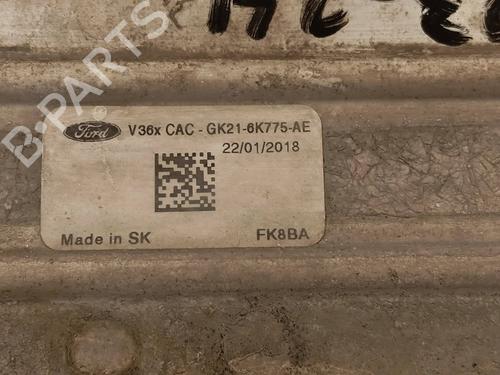 Ford
V36x CAC - GK21-6K775-AE
22/01/2018
Made in SK
FK8BA
B-PARTS